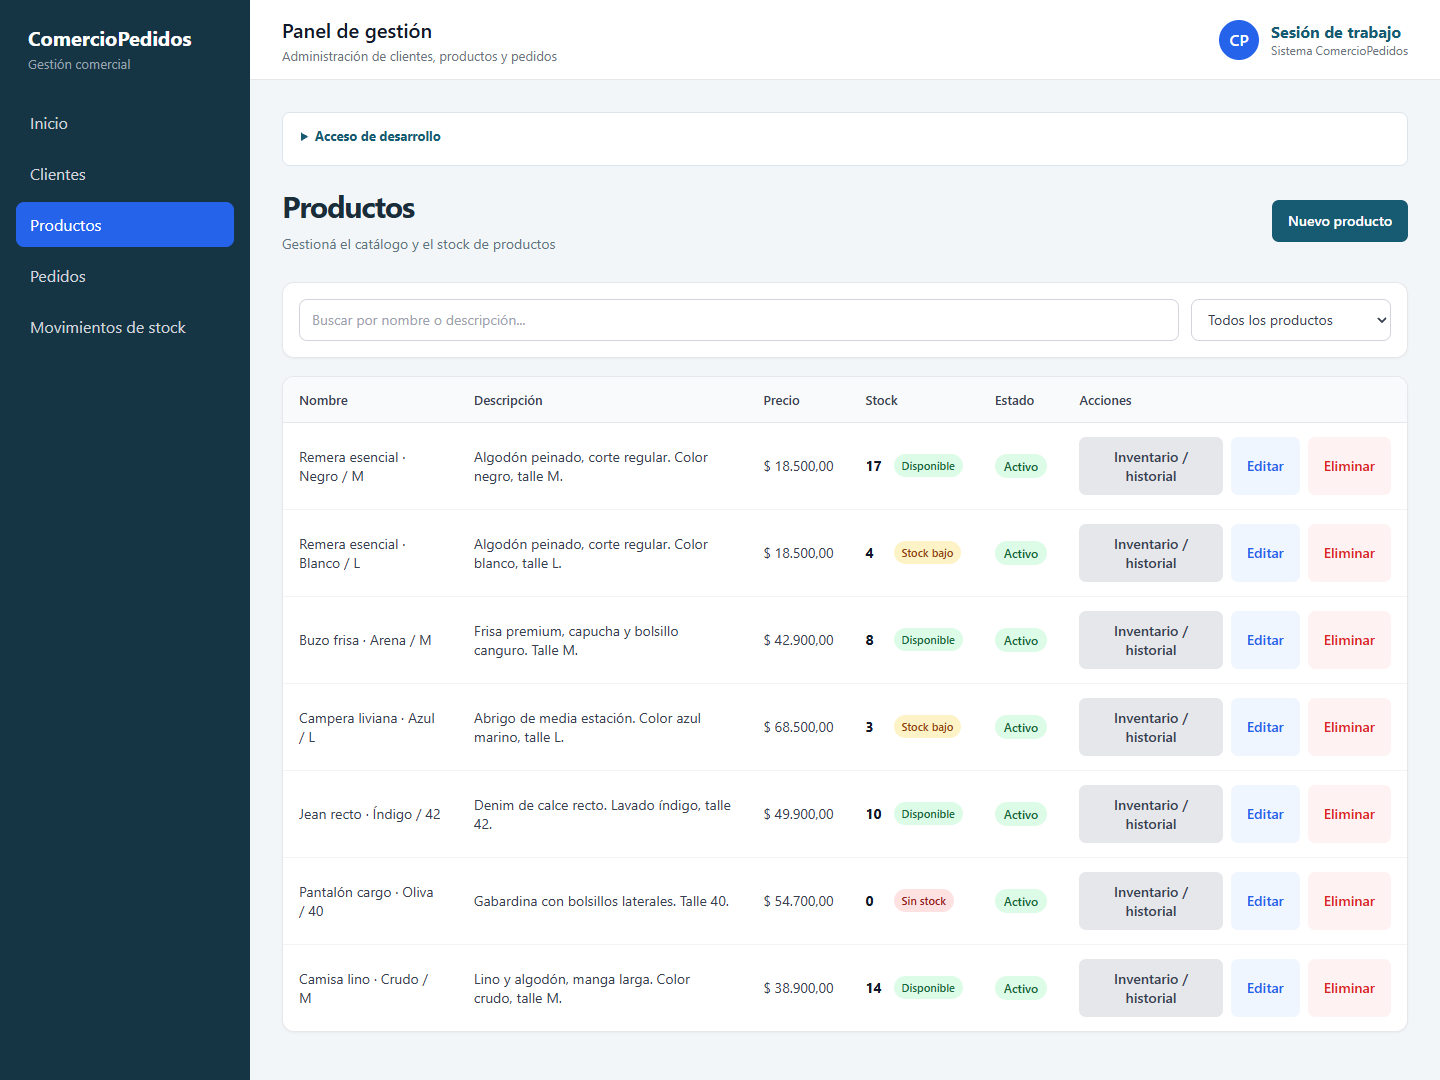 ComercioPedidos
Gestión comercial
Inicio
Clientes
Productos
Pedidos
Movimientos de stock
Panel de gestión
Administración de clientes, productos y pedidos
CP
Sesión de trabajo
Sistema ComercioPedidos
Acceso de desarrollo
Productos
Gestioná el catálogo y el stock de productos
Nuevo producto
Buscar por nombre o descripción...
Todos los productos
Nombre Descripción Precio Stock Estado Acciones
Remera esencial · Negro / M
Algodón peinado, corte regular. Color negro, talle M.
$ 18.500,00
17 Disponible
Activo
Inventario / historial
Editar
Eliminar
Remera esencial · Blanco / L
Algodón peinado, corte regular. Color blanco, talle L.
$ 18.500,00
4 Stock bajo
Activo
Inventario / historial
Editar
Eliminar
Buzo frisa · Arena / M
Frisa premium, capucha y bolsillo canguro. Talle M.
$ 42.900,00
8 Disponible
Activo
Inventario / historial
Editar
Eliminar
Campera liviana · Azul / L
Abrigo de media estación. Color azul marino, talle L.
$ 68.500,00
3 Stock bajo
Activo
Inventario / historial
Editar
Eliminar
Jean recto · Índigo / 42
Denim de calce recto. Lavado índigo, talle 42.
$ 49.900,00
10 Disponible
Activo
Inventario / historial
Editar
Eliminar
Pantalón cargo · Oliva / 40
Gabardina con bolsillos laterales. Talle 40.
$ 54.700,00
0 Sin stock
Activo
Inventario / historial
Editar
Eliminar
Camisa lino · Crudo / M
Lino y algodón, manga larga. Color crudo, talle M.
$ 38.900,00
14 Disponible
Activo
Inventario / historial
Editar
Eliminar